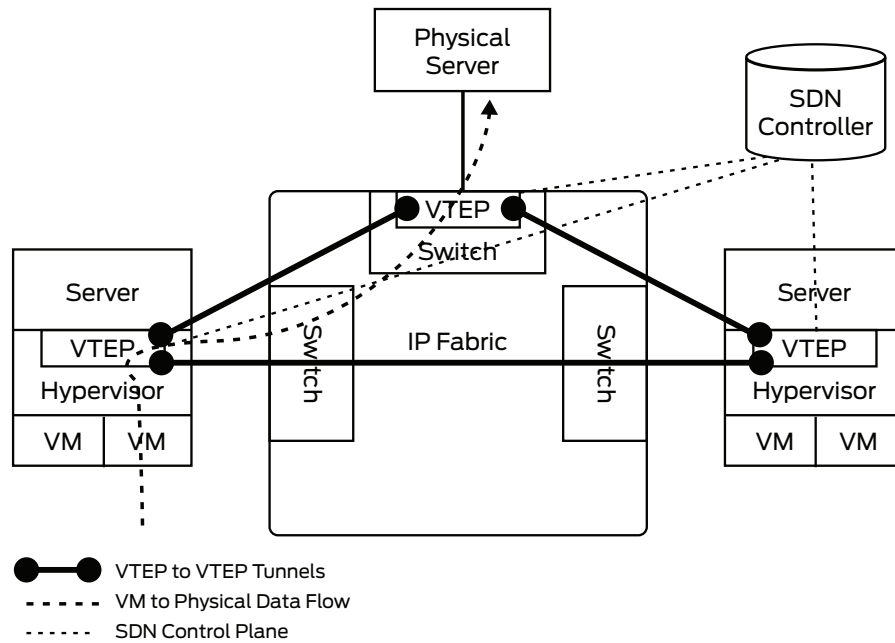 Physical
Server
SDN
Controller
VTEP
Switch
Server
VTEP
Hypervisor
VM
VM
Switch
IP Fabric
Switch
Server
VTEP
Hypervisor
VM
VM
VTEP to VTEP Tunnels
VM to Physical Data Flow
SDN Control Plane